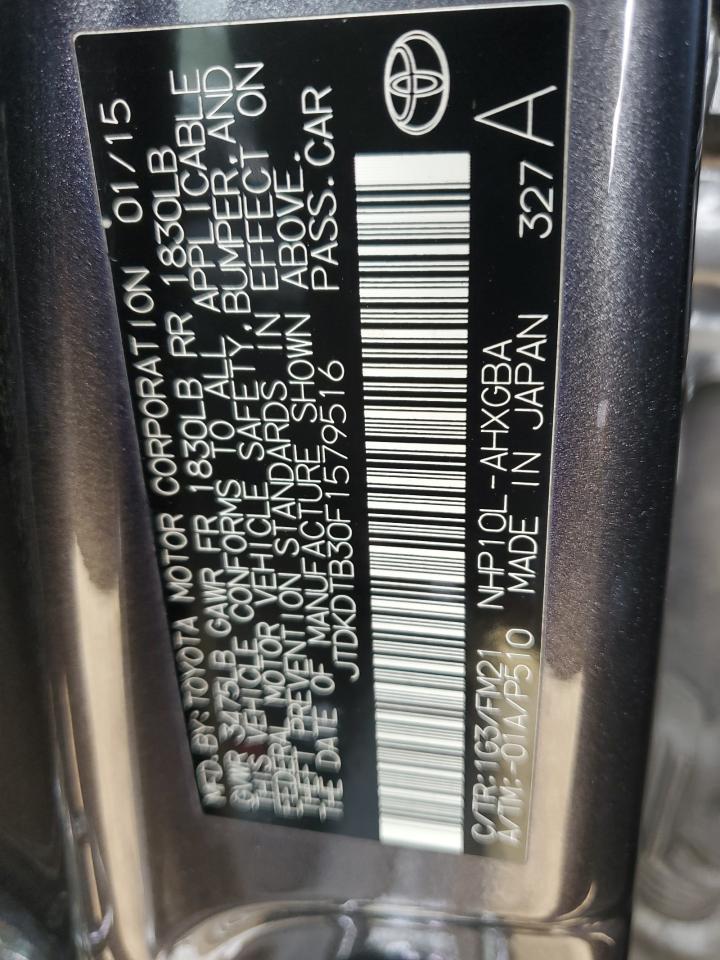 MFD. BY: TOYOTA MOTOR CORPORATION 01/15
GVWR 3475LB GAWR FR 1830LB RR 1830LB
THIS VEHICLE CONFORMS TO ALL APPLICABLE
FEDERAL MOTOR VEHICLE SAFETY, BUMPER, AND
THEFT PREVENTION STANDARDS IN EFFECT ON
THE DATE OF MANUFACTURE SHOWN ABOVE.
JTDKDTB30F1579516 PASS. CAR
C/TR: 1G3/FM21 NHP10L-AHXGBA
A/TM: -01A/P510 MADE IN JAPAN 327 A